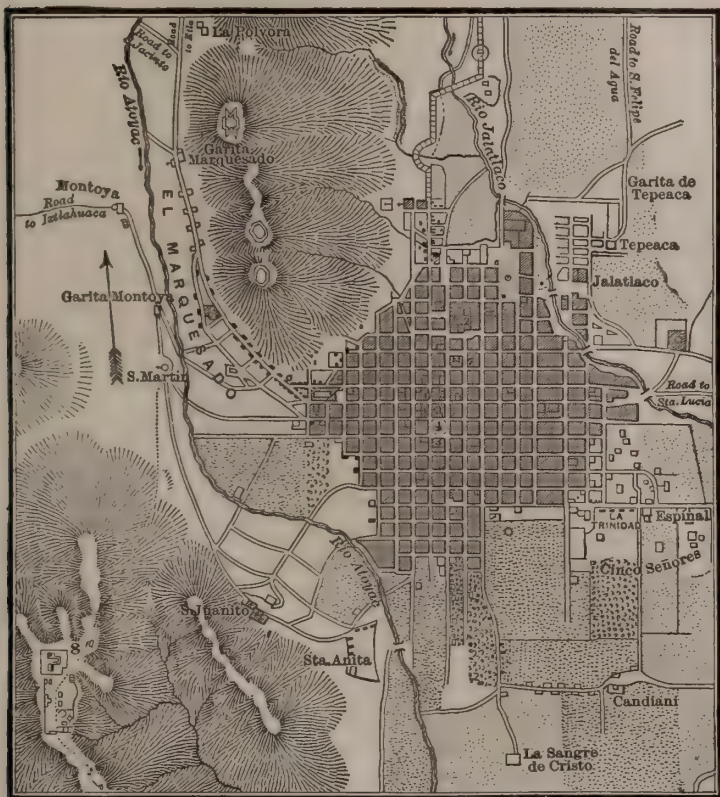 La Polvora
Road to
Jacinto
Road
to Etla
Rio Atoyac
Garita
Marquesado
EL MARQUESADO
Montoya
Road
to Ixtlahuaca
Garita Montoya
S. Martin
Rio Jalatlaco
Road to S. Felipe
del Agua
Garita de
Tepeaca
Tepeaca
Jalatlaco
Road to
Sta. Lucia
LA
TRINIDAD
Espinal
Cinco Señores
Rio Atoyac
S. Juanito
Sta. Anita
8
Candiani
La Sangre
de Cristo